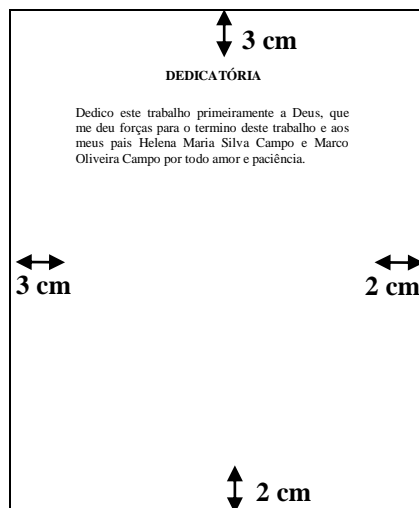 3 cm
DEDICATÓRIA
Dedico este trabalho primeiramente a Deus, que
me deu forças para o termino deste trabalho e aos
meus pais Helena Maria Silva Campo e Marco
Oliveira Campo por todo amor e paciência.
3 cm
2 cm
2 cm